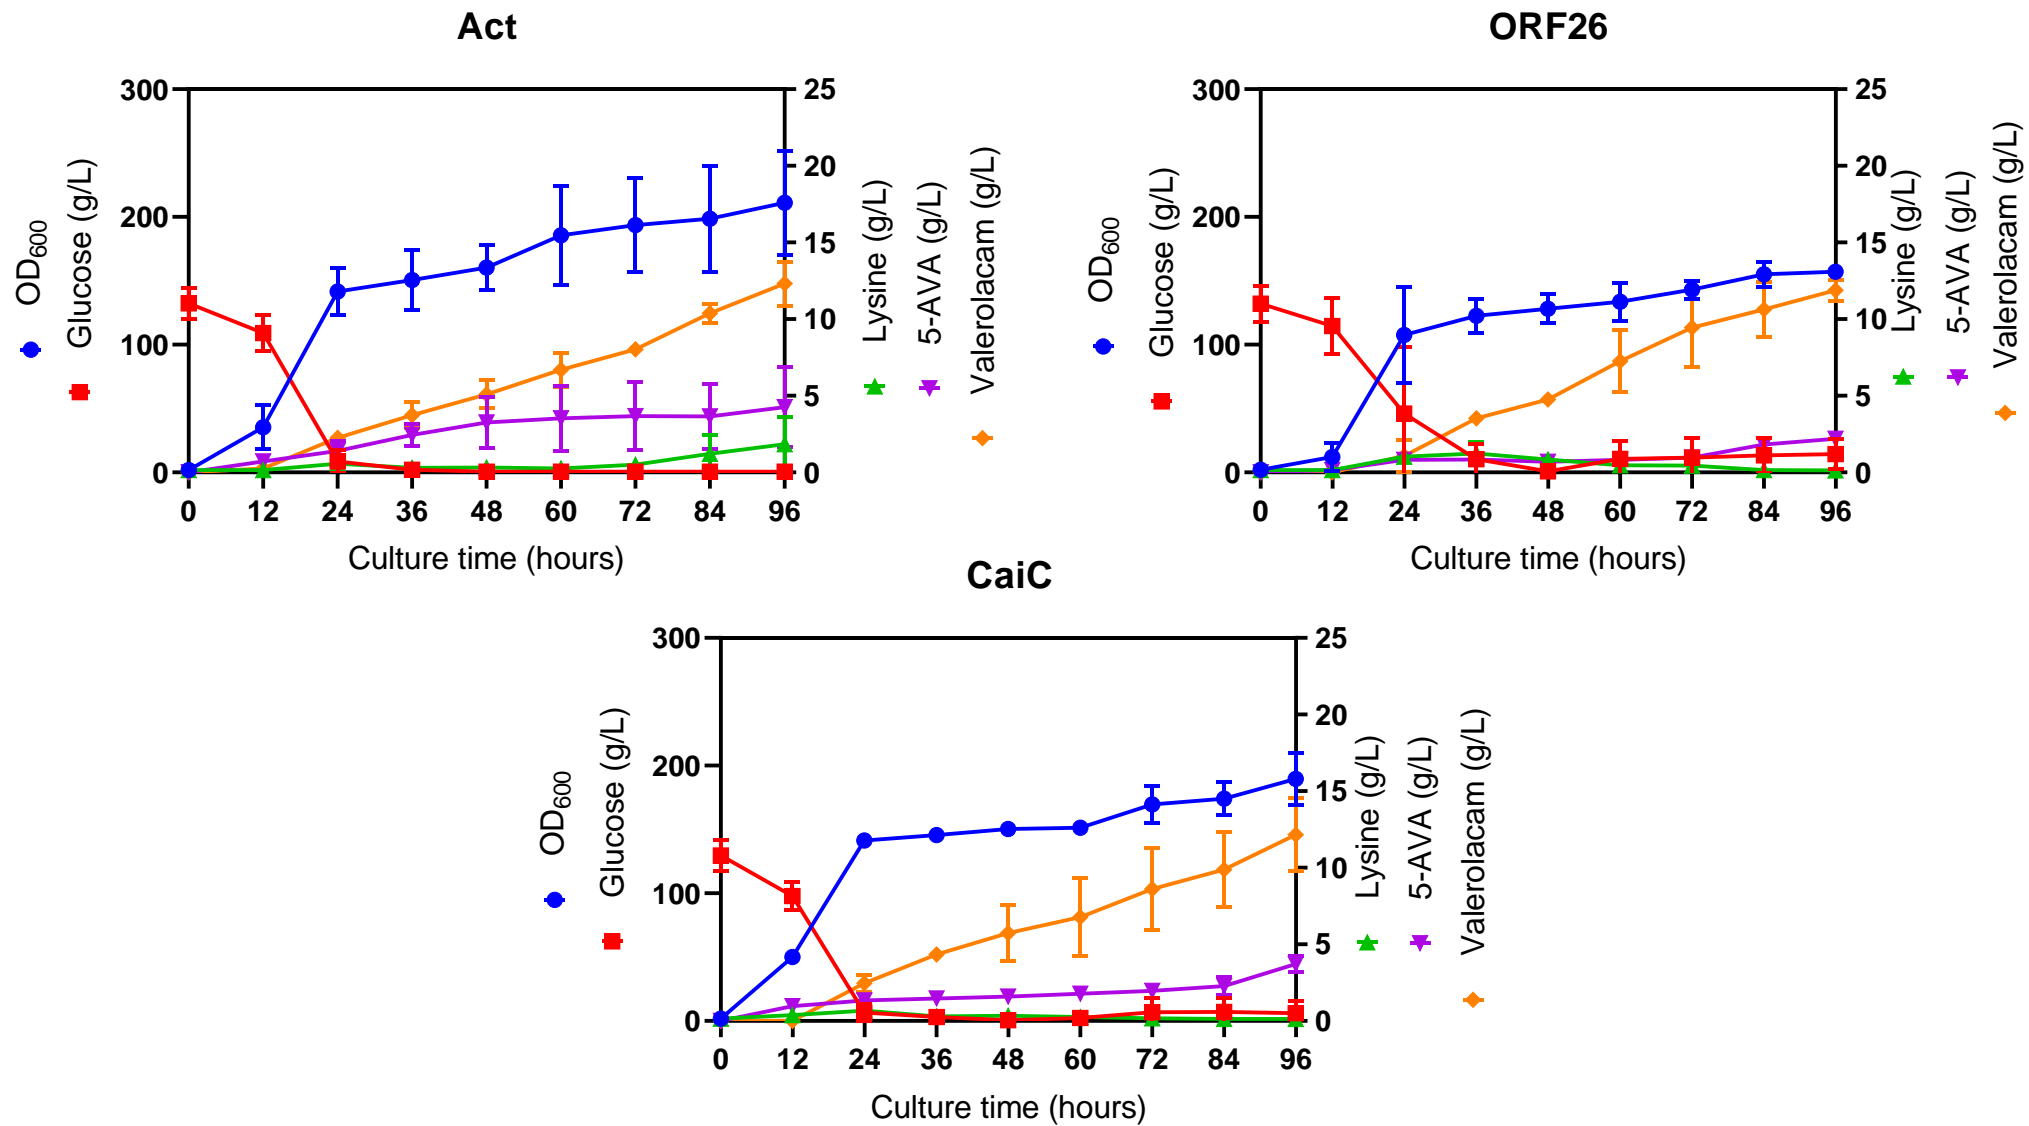 Act
300
200
100
0
25
20
15
10
5
0
0 12 24 36 48 60 72 84 96
Culture time (hours)
OD600
Glucose (g/L)
Lysine (g/L)
5-AVA (g/L)
Valerolacam (g/L)
ORF26
300
200
100
0
25
20
15
10
5
0
0 12 24 36 48 60 72 84 96
Culture time (hours)
OD600
Glucose (g/L)
Lysine (g/L)
5-AVA (g/L)
Valerolacam (g/L)
CaiC
300
200
100
0
25
20
15
10
5
0
0 12 24 36 48 60 72 84 96
Culture time (hours)
OD600
Glucose (g/L)
Lysine (g/L)
5-AVA (g/L)
Valerolacam (g/L)